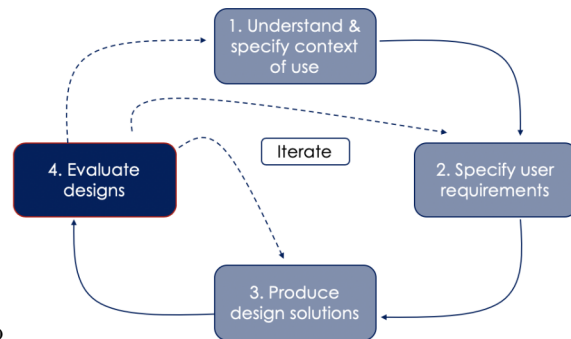 1. Understand &
specify context
of use
Iterate
4. Evaluate
designs
2. Specify user
requirements
3. Produce
design solutions